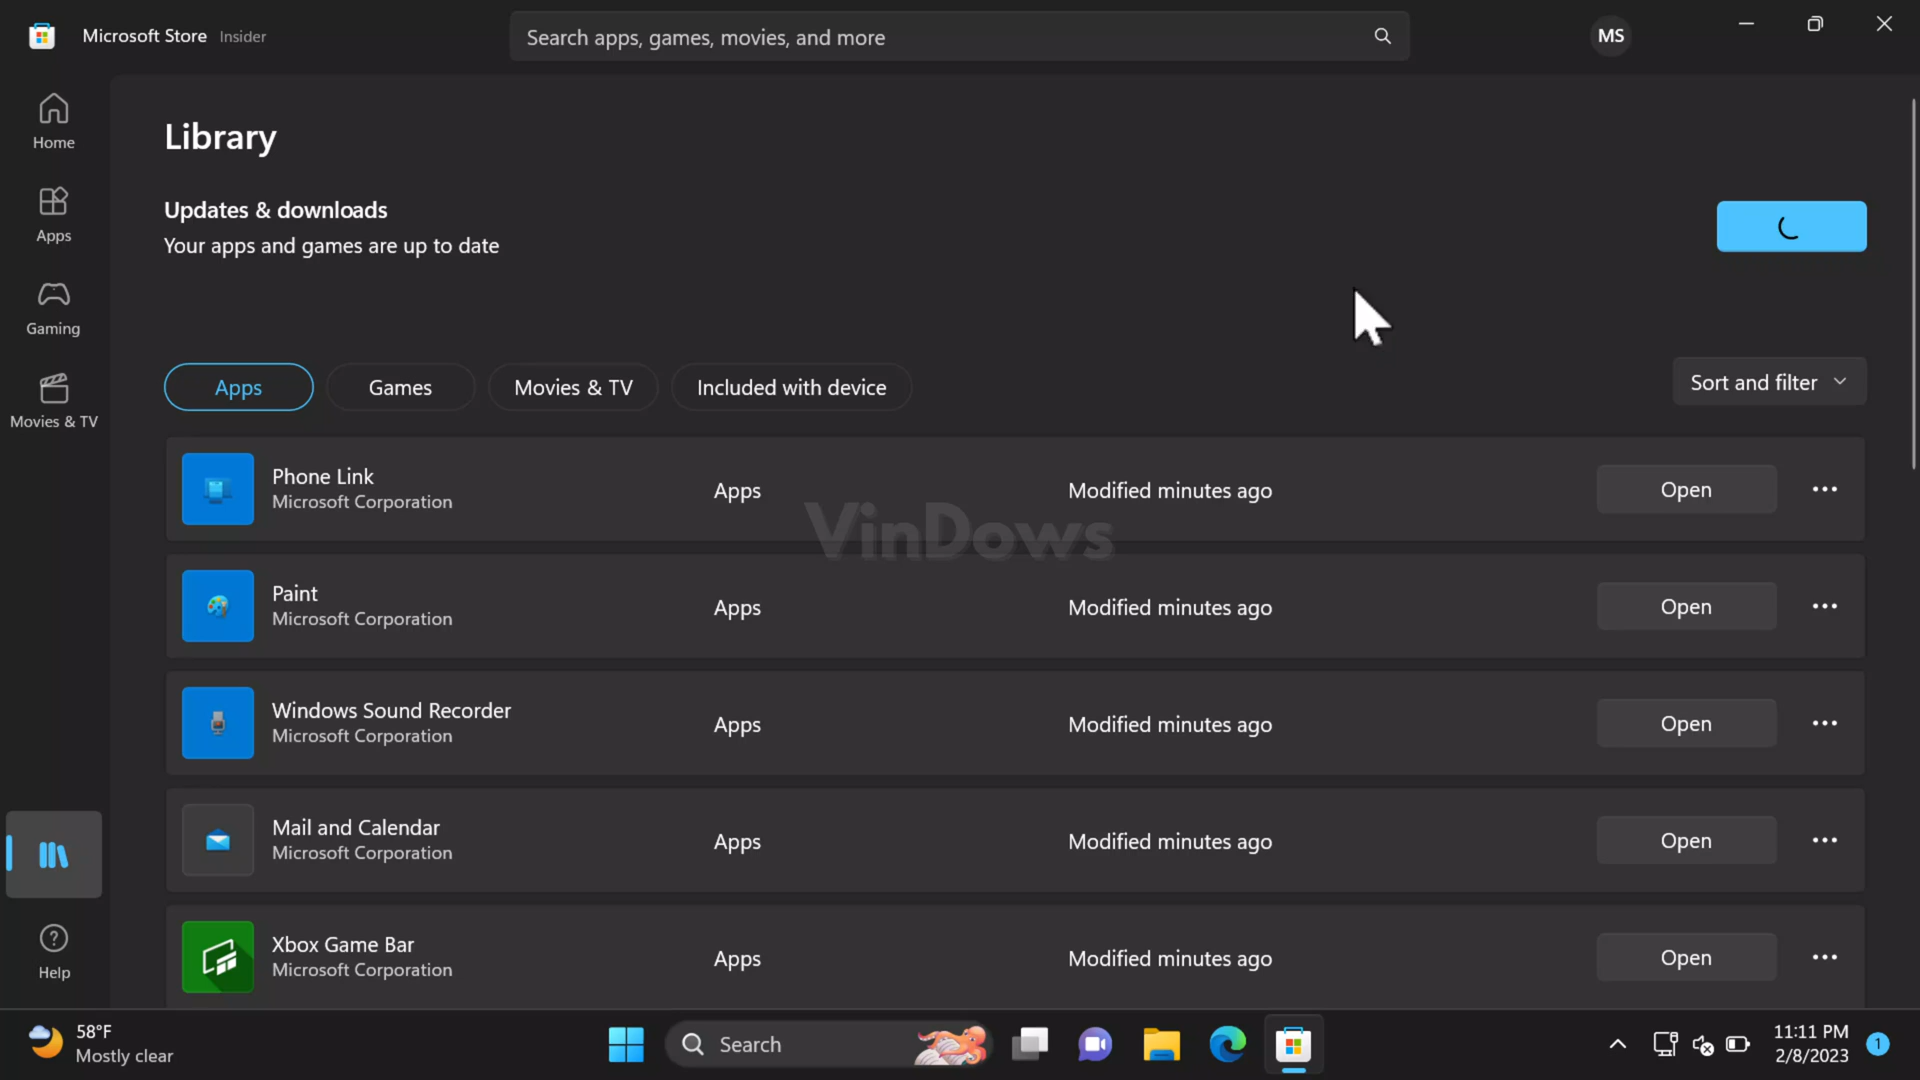 Microsoft Store Insider
Search apps, games, movies, and more
MS
Home
Apps
Gaming
Movies & TV
Help
Library
Updates & downloads
Your apps and games are up to date
Apps
Games
Movies & TV
Included with device
Sort and filter
Phone Link
Microsoft Corporation
Apps
Modified minutes ago
Open
VinDows
Paint
Microsoft Corporation
Apps
Modified minutes ago
Open
Windows Sound Recorder
Microsoft Corporation
Apps
Modified minutes ago
Open
Mail and Calendar
Microsoft Corporation
Apps
Modified minutes ago
Open
Xbox Game Bar
Microsoft Corporation
Apps
Modified minutes ago
Open
58°F
Mostly clear
Search
11:11 PM
2/8/2023
1